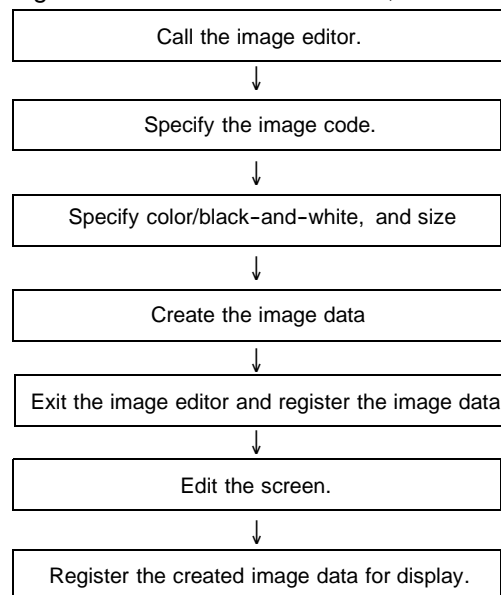 Call the image editor.
↓
Specify the image code.
↓
Specify color/black-and-white, and size
↓
Create the image data
↓
Exit the image editor and register the image data
↓
Edit the screen.
↓
Register the created image data for display.